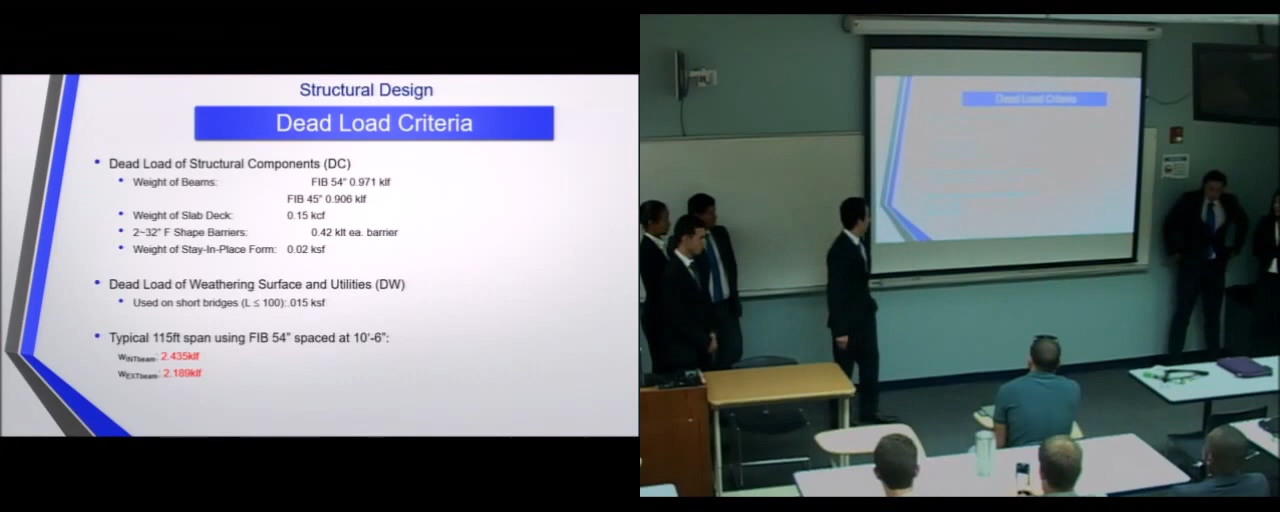 Structural Design
Dead Load Criteria
• Dead Load of Structural Components (DC)
• Weight of Beams: FIB 54" 0.971 klf
FIB 45" 0.906 klf
• Weight of Slab Deck: 0.15 kcf
• 2~32" F Shape Barriers: 0.42 klt ea. barrier
• Weight of Stay-In-Place Form: 0.02 ksf
• Dead Load of Weathering Surface and Utilities (DW)
• Used on short bridges (L ≤ 100):.015 ksf
• Typical 115ft span using FIB 54" spaced at 10'-6":
wINTbeam: 2.435klf
wEXTbeam: 2.189klf
Dead Load Criteria